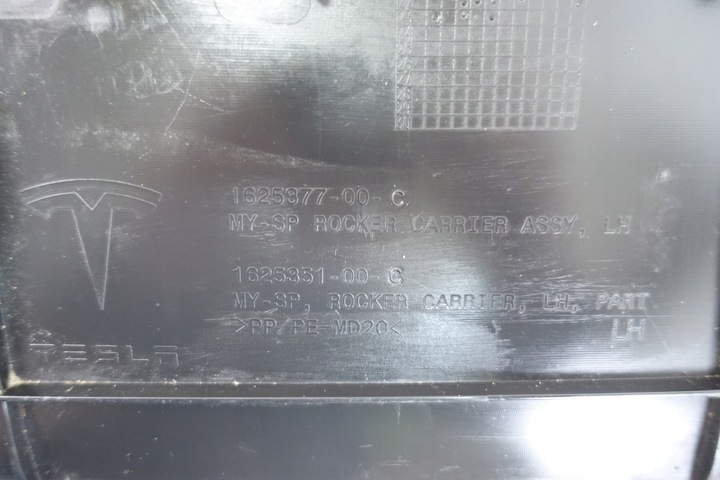 1625977-00-C
MY-SP ROCKER CARRIER ASSY, LH
1625351-00-G
MY-SP, ROCKER CARRIER, LH, PART
>PP/PE-MD20<
LH
TESLA